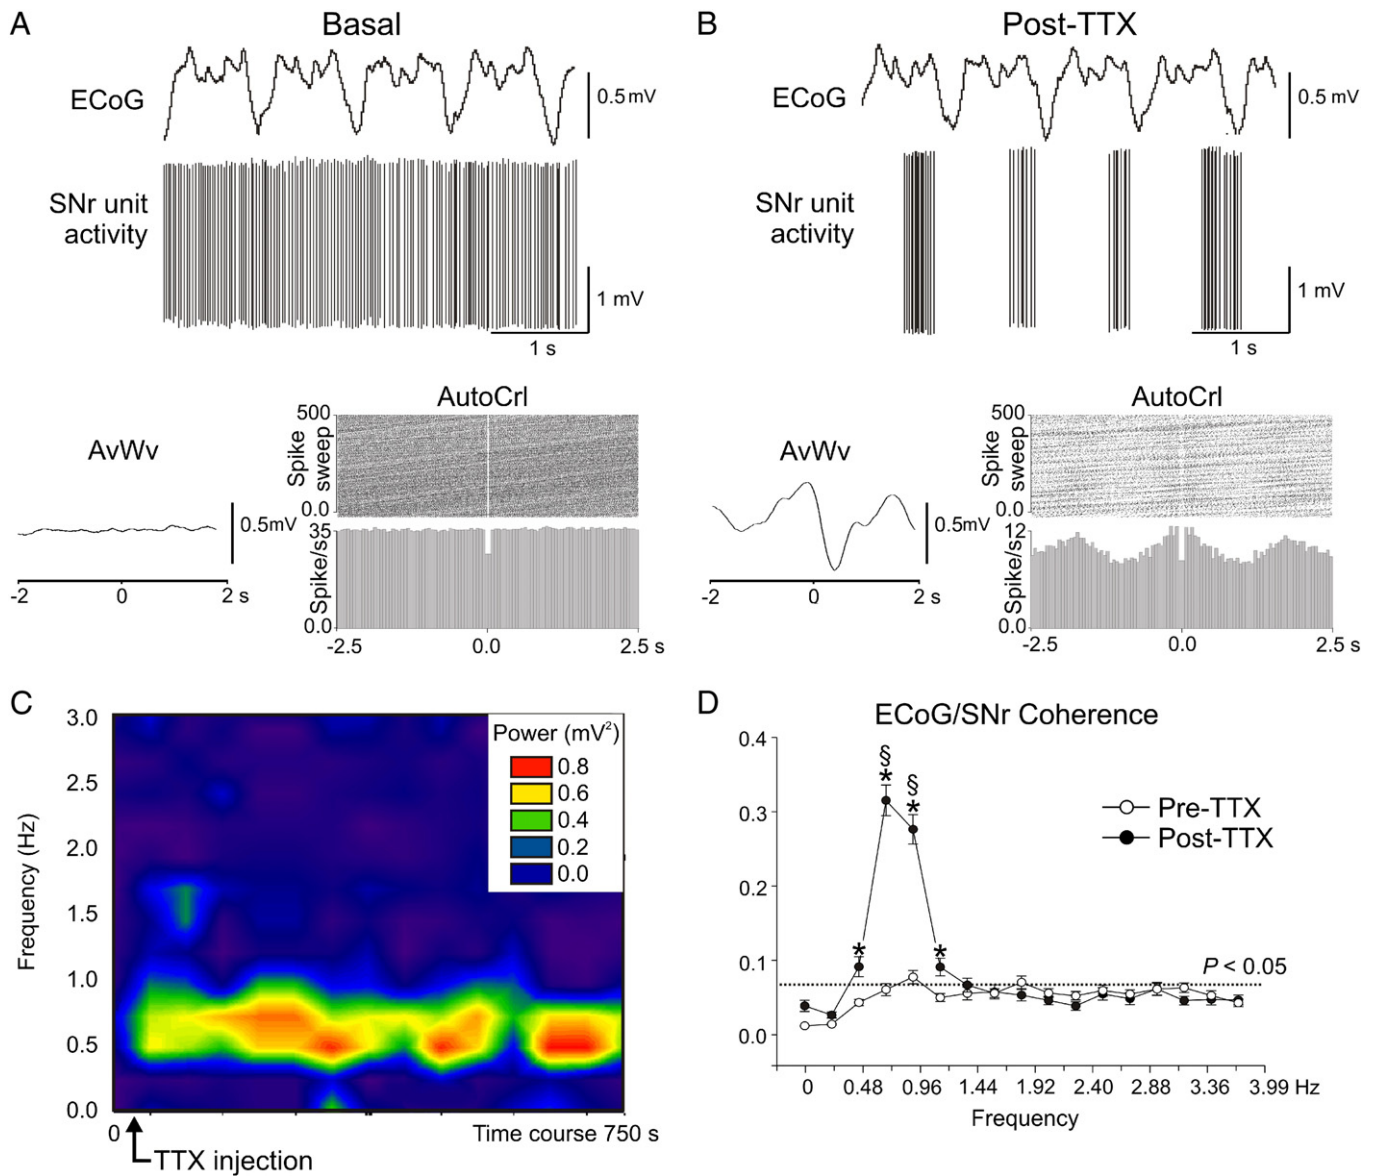 A
Basal
ECoG
0.5 mV
SNr unit
activity
1 mV
1 s
AvWv
0.5mV
-2
0
2 s
AutoCrl
500
Spike
sweep
0.0
35
Spike/s
0.0
-2.5
0.0
2.5 s
B
Post-TTX
ECoG
0.5 mV
SNr unit
activity
1 mV
1 s
AvWv
0.5mV
-2
0
2 s
AutoCrl
500
Spike
sweep
0.0
12
Spike/s
0.0
-2.5
0.0
2.5 s
C
3.0
2.5
2.0
1.5
1.0
0.5
0.0
Frequency (Hz)
Power (mV²)
0.8
0.6
0.4
0.2
0.0
0
Time course 750 s
TTX injection
D
ECoG/SNr Coherence
0.4
0.3
0.2
0.1
0.0
§
*
§
*
*
*
Pre-TTX
Post-TTX
P < 0.05
0 0.48 0.96 1.44 1.92 2.40 2.88 3.36 3.99 Hz
Frequency